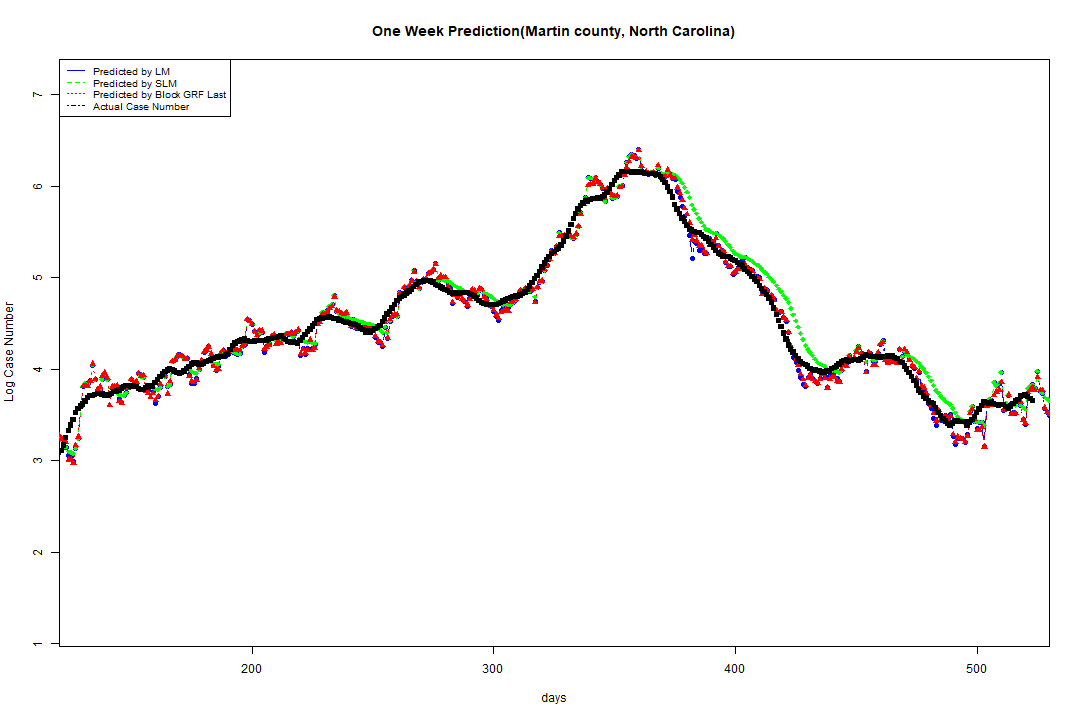 One Week Prediction(Martin county, North Carolina)
Predicted by LM
Predicted by SLM
Predicted by Block GRF Last
Actual Case Number
7
6
5
4
3
2
1
Log Case Number
200 300 400 500
days